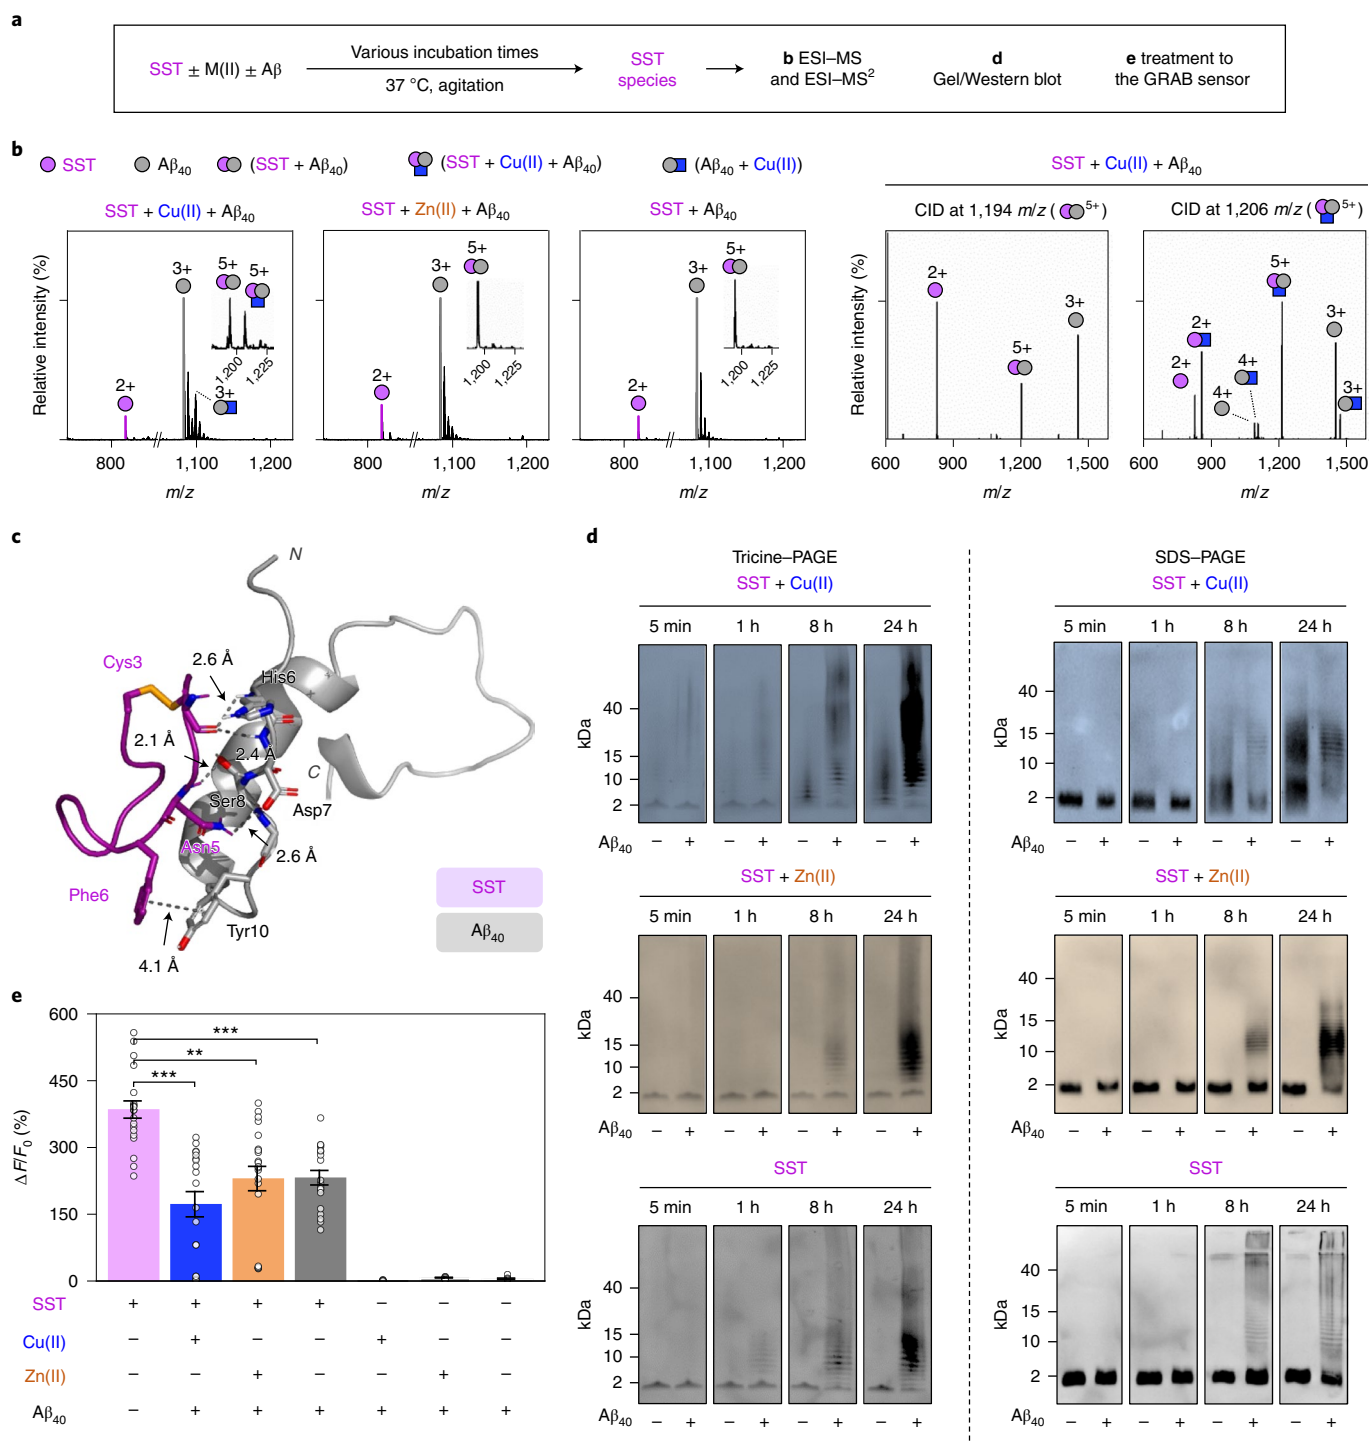 a
SST ± M(II) ± Aβ
Various incubation times
37 °C, agitation
SST
species
b ESI–MS
and ESI–MS2
d
Gel/Western blot
e treatment to
the GRAB sensor
b
SST
Aβ40
(SST + Aβ40)
(SST + Cu(II) + Aβ40)
(Aβ40 + Cu(II))
SST + Cu(II) + Aβ40
SST + Cu(II) + Aβ40
SST + Zn(II) + Aβ40
SST + Aβ40
CID at 1,194 m/z ( 5+)
CID at 1,206 m/z ( 5+)
Relative intensity (%)
2+
3+
5+
5+
3+
1,200
1,225
800
1,100
1,200
m/z
2+
3+
5+
1,200
1,225
800
1,100
1,200
m/z
2+
3+
5+
1,200
1,225
800
1,100
1,200
m/z
Relative intensity (%)
2+
5+
3+
600
900
1,200
1,500
m/z
2+
2+
4+
4+
5+
3+
3+
600
900
1,200
1,500
m/z
c
N
Cys3
2.6 Å
His6
2.1 Å
2.4 Å
C
Ser8
Asp7
Asn5
2.6 Å
Phe6
Tyr10
4.1 Å
SST
Aβ40
d
Tricine–PAGE
SST + Cu(II)
5 min
1 h
8 h
24 h
kDa
40
15
10
2
Aβ40
– + – + – + – +
SST + Zn(II)
5 min
1 h
8 h
24 h
kDa
40
15
10
2
Aβ40
– + – + – + – +
SST
5 min
1 h
8 h
24 h
kDa
40
15
10
2
Aβ40
– + – + – + – +
SDS–PAGE
SST + Cu(II)
5 min
1 h
8 h
24 h
kDa
40
15
10
2
Aβ40
– + – + – + – +
SST + Zn(II)
5 min
1 h
8 h
24 h
kDa
40
15
10
2
Aβ40
– + – + – + – +
SST
5 min
1 h
8 h
24 h
kDa
40
15
10
2
Aβ40
– + – + – + – +
e
ΔF/F0 (%)
600
450
300
150
0
***
**
***
SST + + + + – – –
Cu(II) – + – – + – –
Zn(II) – – + – – + –
Aβ40 – + + + + + +